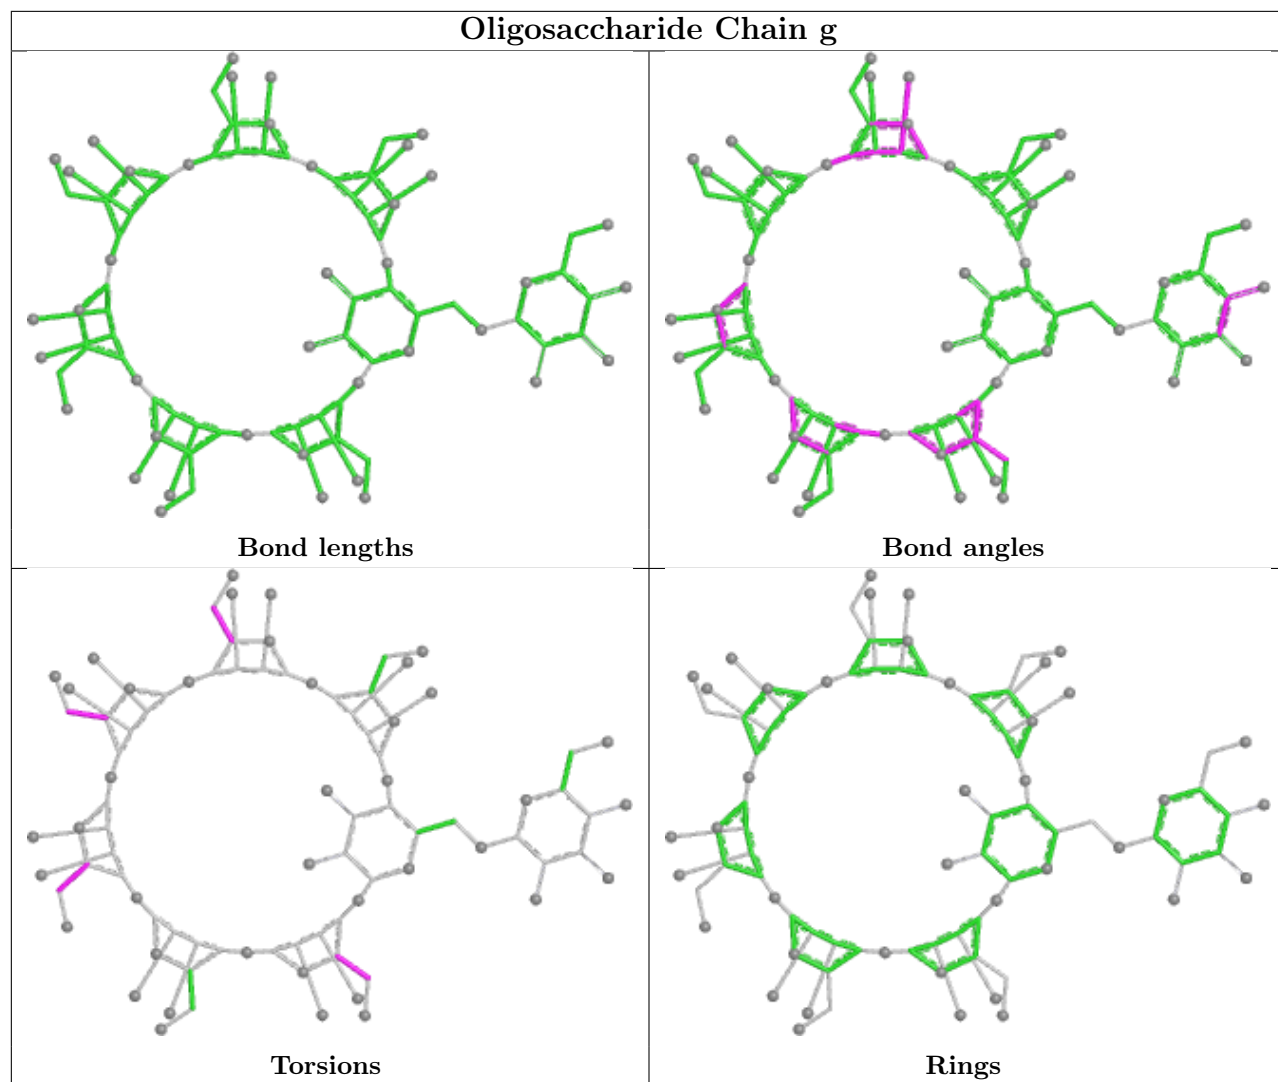 Oligosaccharide Chain g
Bond lengths
Bond angles
Torsions
Rings